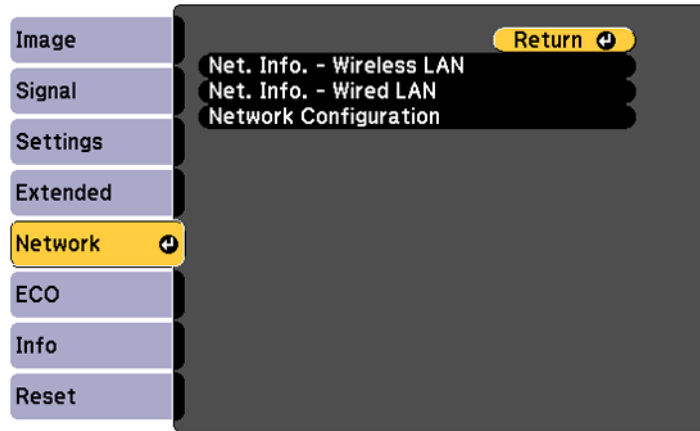 Image
Signal
Settings
Extended
Network
ECO
Info
Reset
Return
Net. Info. - Wireless LAN
Net. Info. - Wired LAN
Network Configuration